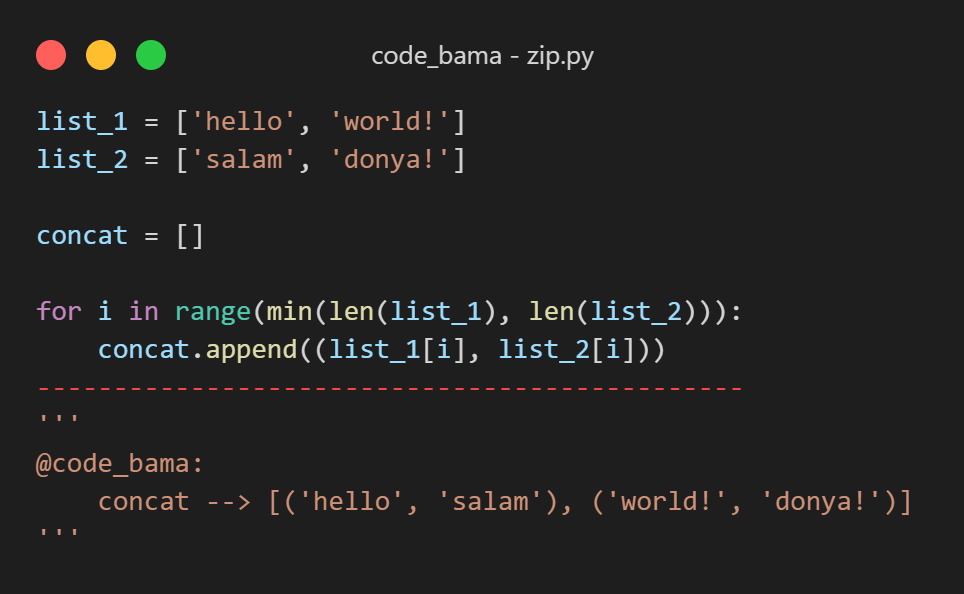 code_bama - zip.py
list_1 = ['hello', 'world!']
list_2 = ['salam', 'donya!']
concat = []
for i in range(min(len(list_1), len(list_2))):
    concat.append((list_1[i], list_2[i]))
----------------------------------------------
'''
@code_bama:
    concat --> [('hello', 'salam'), ('world!', 'donya!')]
'''